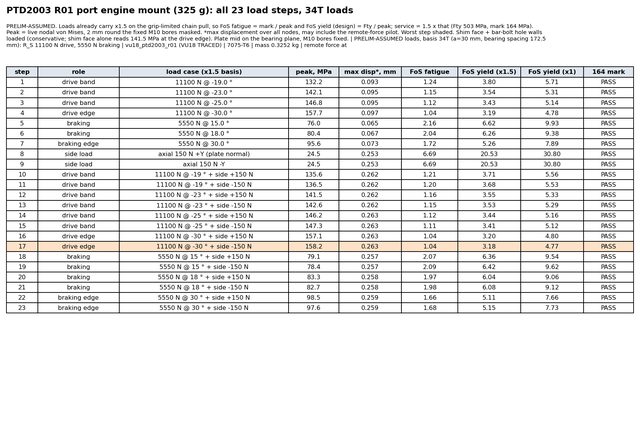 PTD2003 R01 port engine mount (325 g): all 23 load steps, 34T loads
PRELIM-ASSUMED. Loads already carry x1.5 on the grip-limited chain pull, so FoS fatigue = mark / peak and FoS yield (design) = Fty / peak; service = 1.5 x that (Fty 503 MPa, mark 164 MPa).
Peak = live nodal von Mises, 2 mm round the fixed M10 bores masked. *max displacement over all nodes, may include the remote-force pilot. Worst step shaded. Shim face + bar-bolt hole walls
loaded (conservative; shim face alone reads 141.5 MPa at the drive edge). Plate mid on the bearing plane, M10 bores fixed. | PRELIM-ASSUMED loads, basis 34T (a=30 mm, bearing spacing 172.5
mm): R_S 11100 N drive, 5550 N braking | vu18_ptd2003_r01 (VU18 TRACED) | 7075-T6 | mass 0.3252 kg | remote force at
step role load case (x1.5 basis) peak, MPa max disp*, mm FoS fatigue FoS yield (x1.5) FoS yield (x1) 164 mark
1 drive band 11100 N @ -19.0 ° 132.2 0.093 1.24 3.80 5.71 PASS
2 drive band 11100 N @ -23.0 ° 142.1 0.095 1.15 3.54 5.31 PASS
3 drive band 11100 N @ -25.0 ° 146.8 0.095 1.12 3.43 5.14 PASS
4 drive edge 11100 N @ -30.0 ° 157.7 0.097 1.04 3.19 4.78 PASS
5 braking 5550 N @ 15.0 ° 76.0 0.065 2.16 6.62 9.93 PASS
6 braking 5550 N @ 18.0 ° 80.4 0.067 2.04 6.26 9.38 PASS
7 braking edge 5550 N @ 30.0 ° 95.6 0.073 1.72 5.26 7.89 PASS
8 side load axial 150 N +Y (plate normal) 24.5 0.253 6.69 20.53 30.80 PASS
9 side load axial 150 N -Y 24.5 0.253 6.69 20.53 30.80 PASS
10 drive band 11100 N @ -19 ° + side +150 N 135.6 0.262 1.21 3.71 5.56 PASS
11 drive band 11100 N @ -19 ° + side -150 N 136.5 0.262 1.20 3.68 5.53 PASS
12 drive band 11100 N @ -23 ° + side +150 N 141.5 0.262 1.16 3.55 5.33 PASS
13 drive band 11100 N @ -23 ° + side -150 N 142.6 0.262 1.15 3.53 5.29 PASS
14 drive band 11100 N @ -25 ° + side +150 N 146.2 0.263 1.12 3.44 5.16 PASS
15 drive band 11100 N @ -25 ° + side -150 N 147.3 0.263 1.11 3.41 5.12 PASS
16 drive edge 11100 N @ -30 ° + side +150 N 157.1 0.263 1.04 3.20 4.80 PASS
17 drive edge 11100 N @ -30 ° + side -150 N 158.2 0.263 1.04 3.18 4.77 PASS
18 braking 5550 N @ 15 ° + side +150 N 79.1 0.257 2.07 6.36 9.54 PASS
19 braking 5550 N @ 15 ° + side -150 N 78.4 0.257 2.09 6.42 9.62 PASS
20 braking 5550 N @ 18 ° + side +150 N 83.3 0.258 1.97 6.04 9.06 PASS
21 braking 5550 N @ 18 ° + side -150 N 82.7 0.258 1.98 6.08 9.12 PASS
22 braking edge 5550 N @ 30 ° + side +150 N 98.5 0.259 1.66 5.11 7.66 PASS
23 braking edge 5550 N @ 30 ° + side -150 N 97.6 0.259 1.68 5.15 7.73 PASS